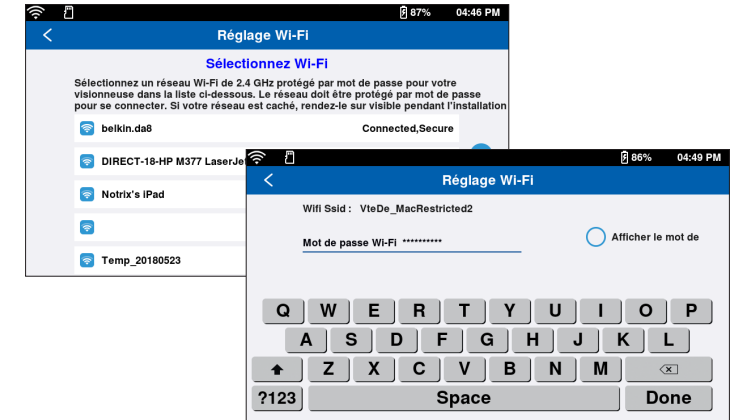 87% 04:46 PM
Réglage Wi-Fi
Sélectionnez Wi-Fi
Sélectionnez un réseau Wi-Fi de 2.4 GHz protégé par mot de passe pour votre
visionneuse dans la liste ci-dessous. Le réseau doit être protégé par mot de passe
pour se connecter. Si votre réseau est caché, rendez-le sur visible pendant l'installation
belkin.da8 Connected,Secure
DIRECT-18-HP M377 LaserJe
Notrix's iPad
Temp_20180523
86% 04:49 PM
Réglage Wi-Fi
Wifi Ssid : VteDe_MacRestricted2
Mot de passe Wi-Fi **********
Afficher le mot de
Q W E R T Y U I O P
A S D F G H J K L
Z X C V B N M
?123 Space Done